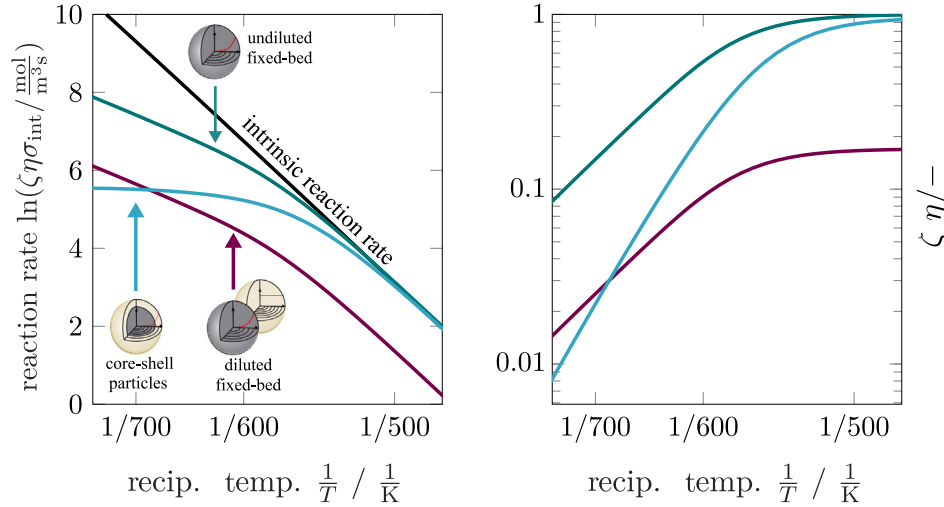 reaction rate ln(ζησ_int/ mol/m³s)
10
8
6
4
2
0
undiluted
fixed-bed
intrinsic reaction rate
core-shell
particles
diluted
fixed-bed
1/700
1/600
1/500
recip. temp. 1/T / 1/K
1
0.1
0.01
1/700
1/600
1/500
recip. temp. 1/T / 1/K
ζ η/−